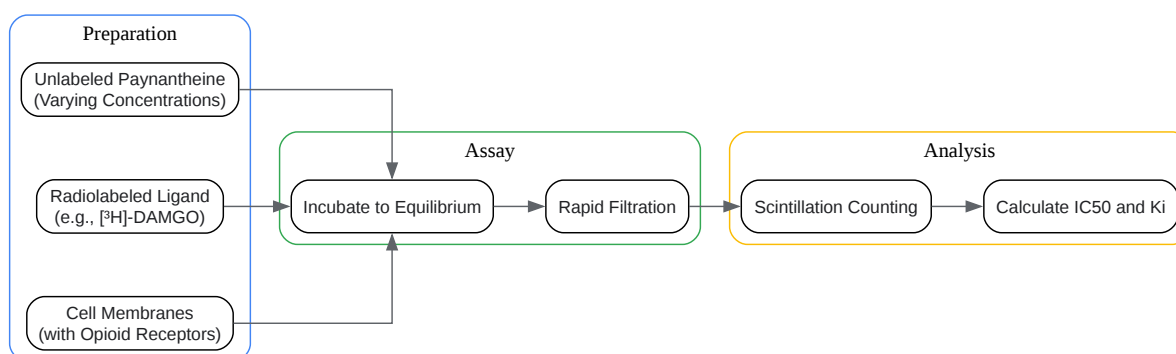 Preparation
Unlabeled Paynantheine
(Varying Concentrations)
Radiolabeled Ligand
(e.g., [³H]-DAMGO)
Cell Membranes
(with Opioid Receptors)
Assay
Incubate to Equilibrium
Rapid Filtration
Analysis
Scintillation Counting
Calculate IC50 and Ki